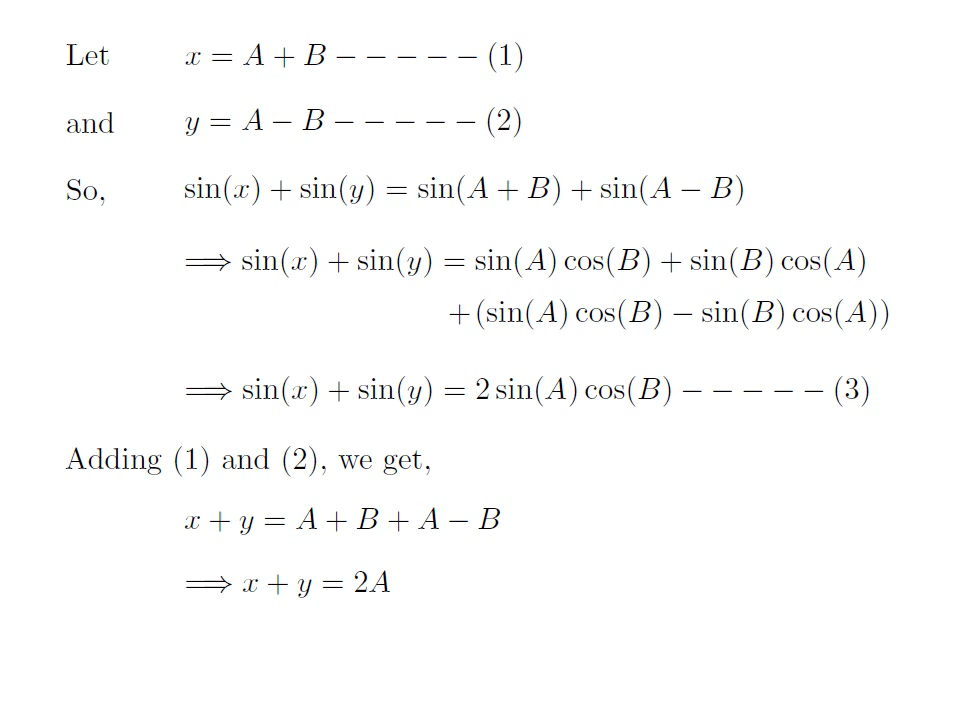 Let x = A + B − − − − − (1)
and y = A − B − − − − − (2)
So, sin(x) + sin(y) = sin(A + B) + sin(A − B)
⟹ sin(x) + sin(y) = sin(A) cos(B) + sin(B) cos(A)
+ (sin(A) cos(B) − sin(B) cos(A))
⟹ sin(x) + sin(y) = 2 sin(A) cos(B) − − − − − (3)
Adding (1) and (2), we get,
x + y = A + B + A − B
⟹ x + y = 2A